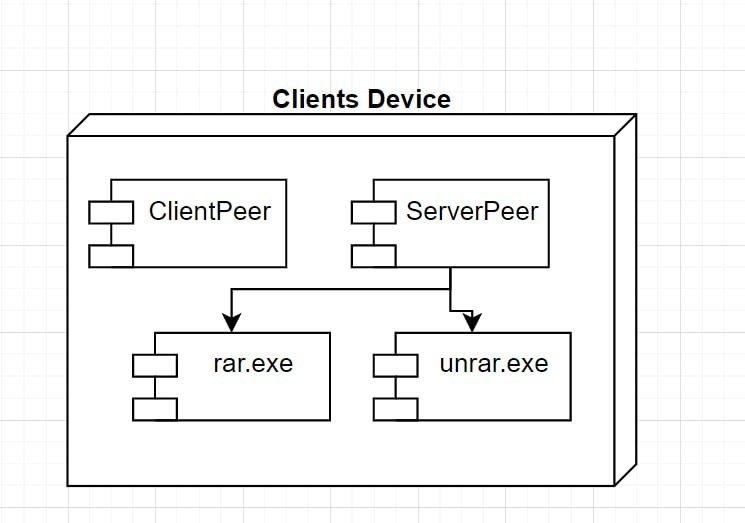 Clients Device
ClientPeer
ServerPeer
rar.exe
unrar.exe